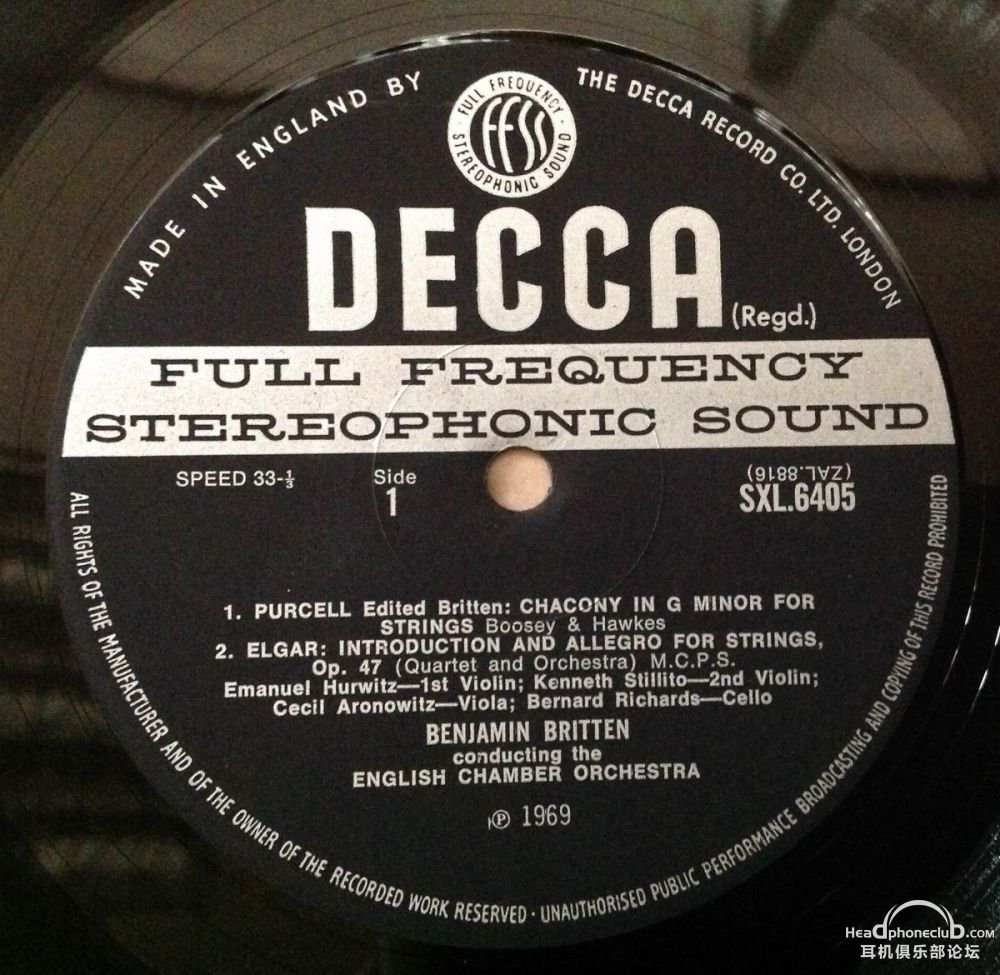 MADE IN ENGLAND BY
THE DECCA RECORD CO. LTD. LONDON
FULL FREQUENCY
STEREOPHONIC SOUND
FFSS
DECCA (Regd.)
FULL FREQUENCY
STEREOPHONIC SOUND
SPEED 33-⅓
Side
1
(ZAL.8816)
SXL.6405
1. PURCELL Edited Britten: CHACONY IN G MINOR FOR
STRINGS Boosey & Hawkes
2. ELGAR: INTRODUCTION AND ALLEGRO FOR STRINGS,
Op. 47 (Quartet and Orchestra) M.C.P.S.
Emanuel Hurwitz—1st Violin; Kenneth Stillito—2nd Violin;
Cecil Aronowitz—Viola; Bernard Richards—Cello
BENJAMIN BRITTEN
conducting the
ENGLISH CHAMBER ORCHESTRA
℗ 1969
ALL RIGHTS OF THE MANUFACTURER AND OF THE OWNER OF THE RECORDED WORK RESERVED · UNAUTHORISED PUBLIC PERFORMANCE BROADCASTING AND COPYING OF THIS RECORD PROHIBITED
HeadphoneclubD.com
耳机俱乐部论坛